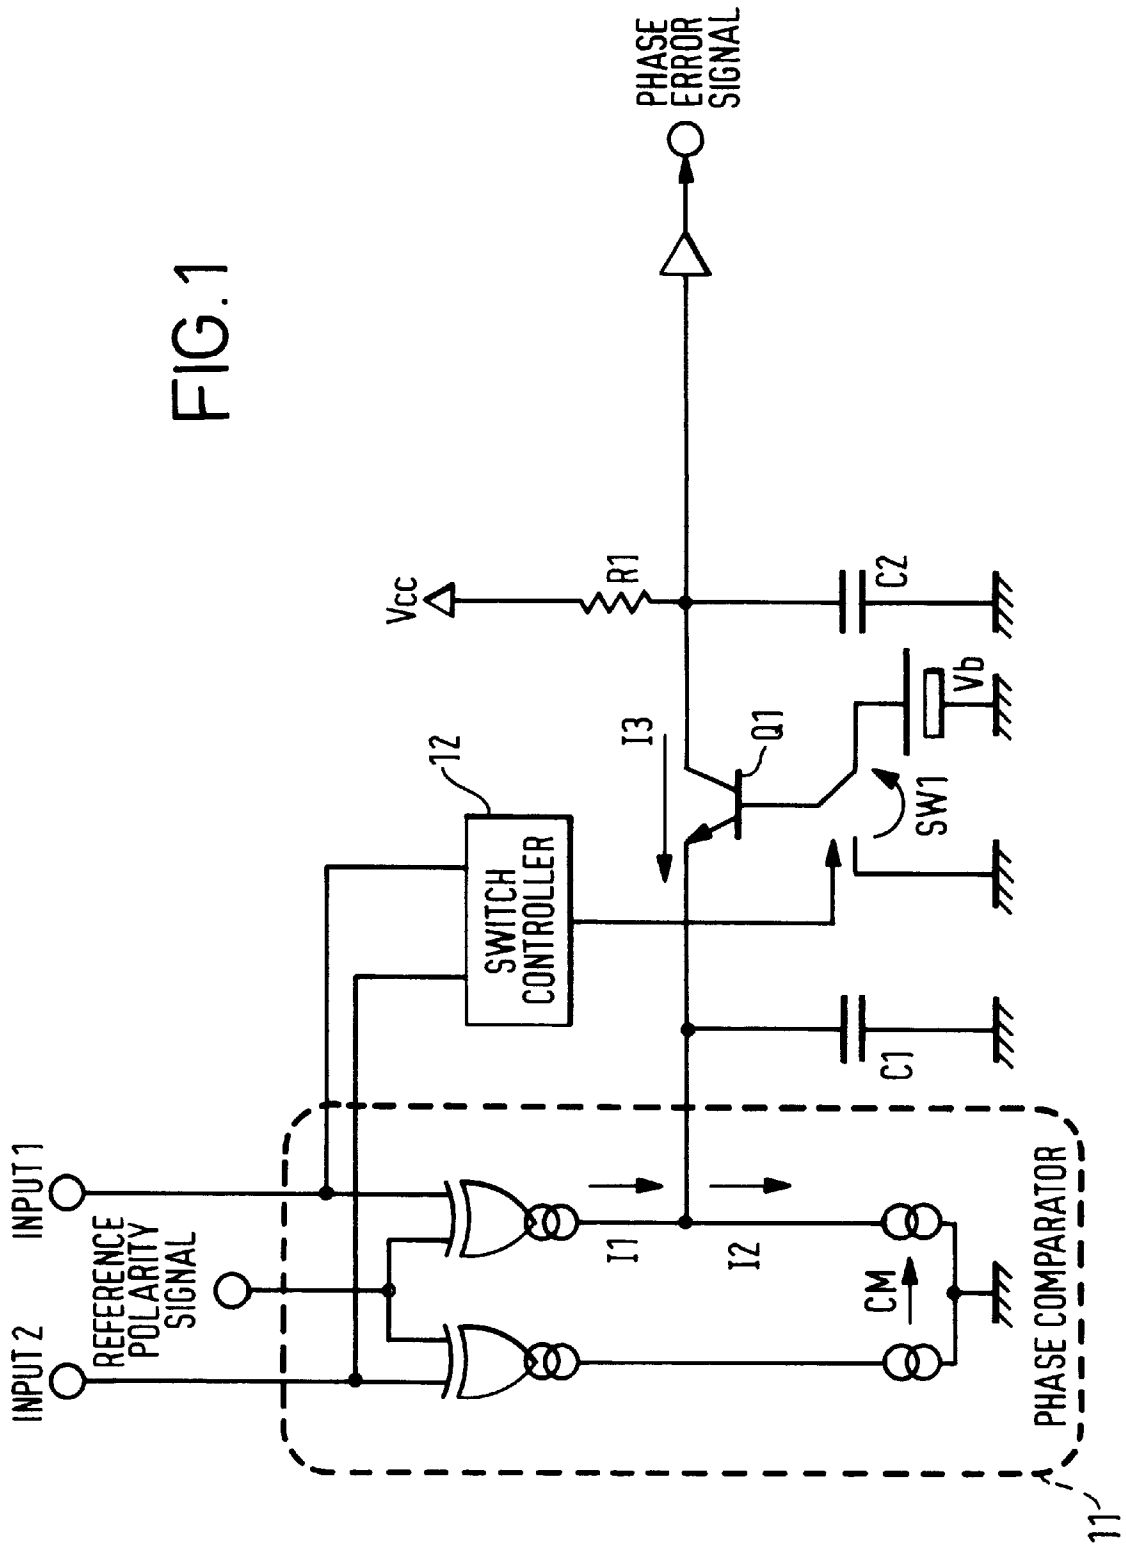 FIG. 1
INPUT 1
REFERENCE
POLARITY
SIGNAL
INPUT 2
12
SWITCH
CONTROLLER
Vcc
R1
PHASE
ERROR
SIGNAL
I1
I2
I3
Q1
CM
C1
SW1
Vb
C2
PHASE COMPARATOR
11